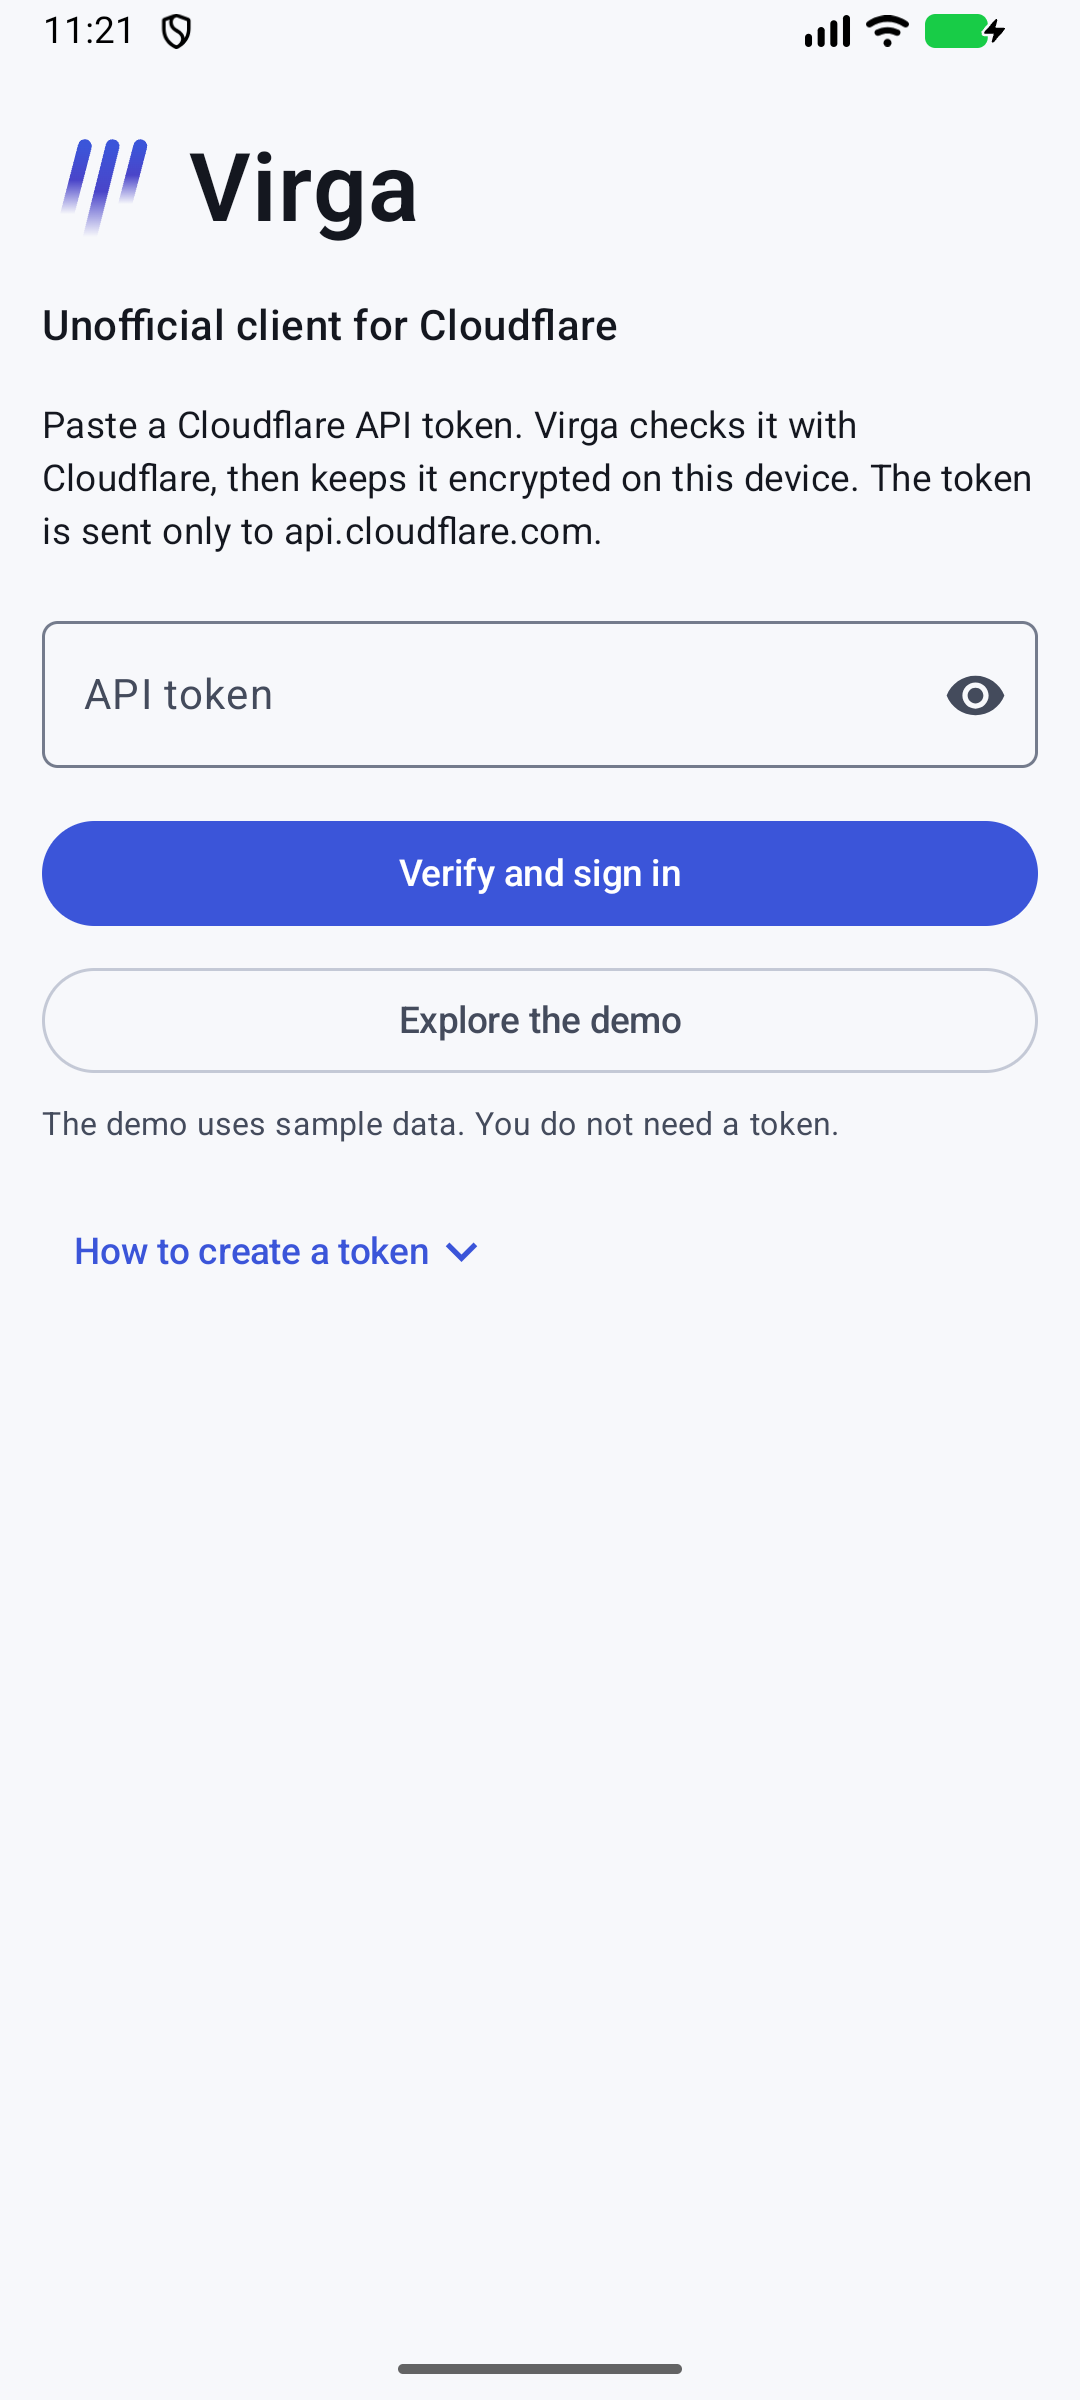 11:21
Virga
Unofficial client for Cloudflare
Paste a Cloudflare API token. Virga checks it with
Cloudflare, then keeps it encrypted on this device. The token
is sent only to api.cloudflare.com.
API token
Verify and sign in
Explore the demo
The demo uses sample data. You do not need a token.
How to create a token